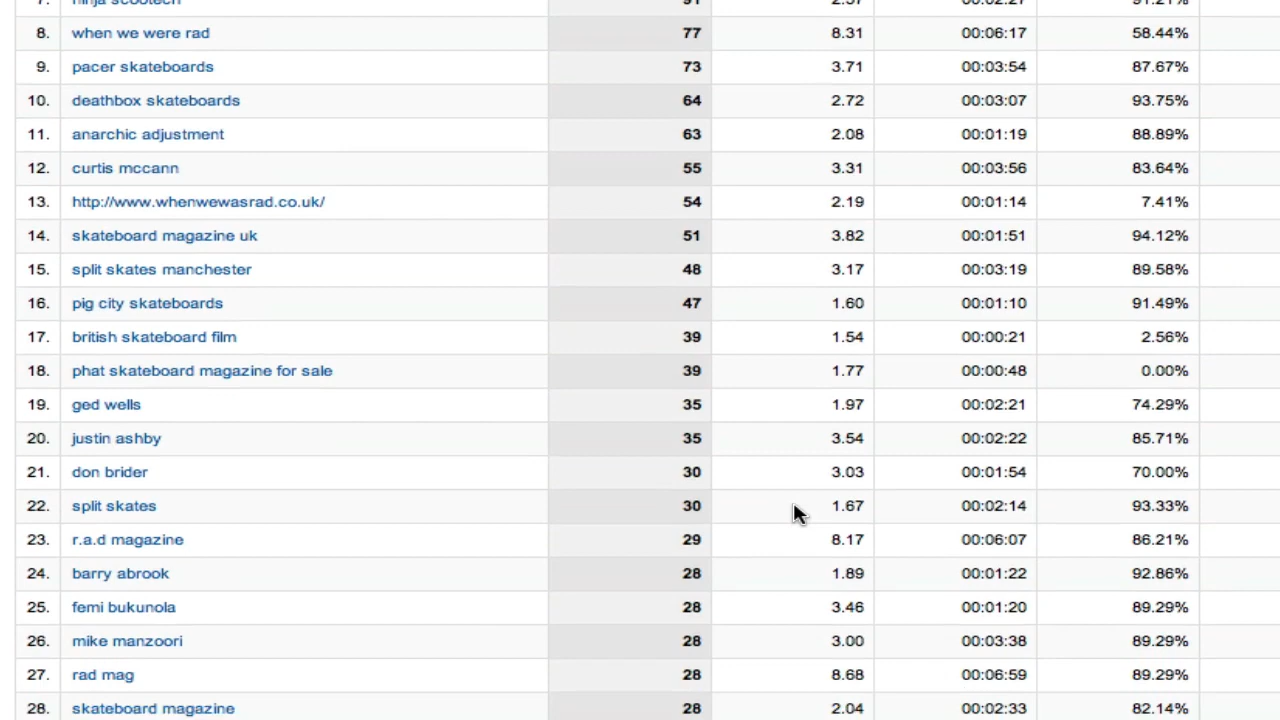 7. ninja scootech 91 2.57 00:02:27 91.21%
8. when we were rad 77 8.31 00:06:17 58.44%
9. pacer skateboards 73 3.71 00:03:54 87.67%
10. deathbox skateboards 64 2.72 00:03:07 93.75%
11. anarchic adjustment 63 2.08 00:01:19 88.89%
12. curtis mccann 55 3.31 00:03:56 83.64%
13. http://www.whenwewasrad.co.uk/ 54 2.19 00:01:14 7.41%
14. skateboard magazine uk 51 3.82 00:01:51 94.12%
15. split skates manchester 48 3.17 00:03:19 89.58%
16. pig city skateboards 47 1.60 00:01:10 91.49%
17. british skateboard film 39 1.54 00:00:21 2.56%
18. phat skateboard magazine for sale 39 1.77 00:00:48 0.00%
19. ged wells 35 1.97 00:02:21 74.29%
20. justin ashby 35 3.54 00:02:22 85.71%
21. don brider 30 3.03 00:01:54 70.00%
22. split skates 30 1.67 00:02:14 93.33%
23. r.a.d magazine 29 8.17 00:06:07 86.21%
24. barry abrook 28 1.89 00:01:22 92.86%
25. femi bukunola 28 3.46 00:01:20 89.29%
26. mike manzoori 28 3.00 00:03:38 89.29%
27. rad mag 28 8.68 00:06:59 89.29%
28. skateboard magazine 28 2.04 00:02:33 82.14%